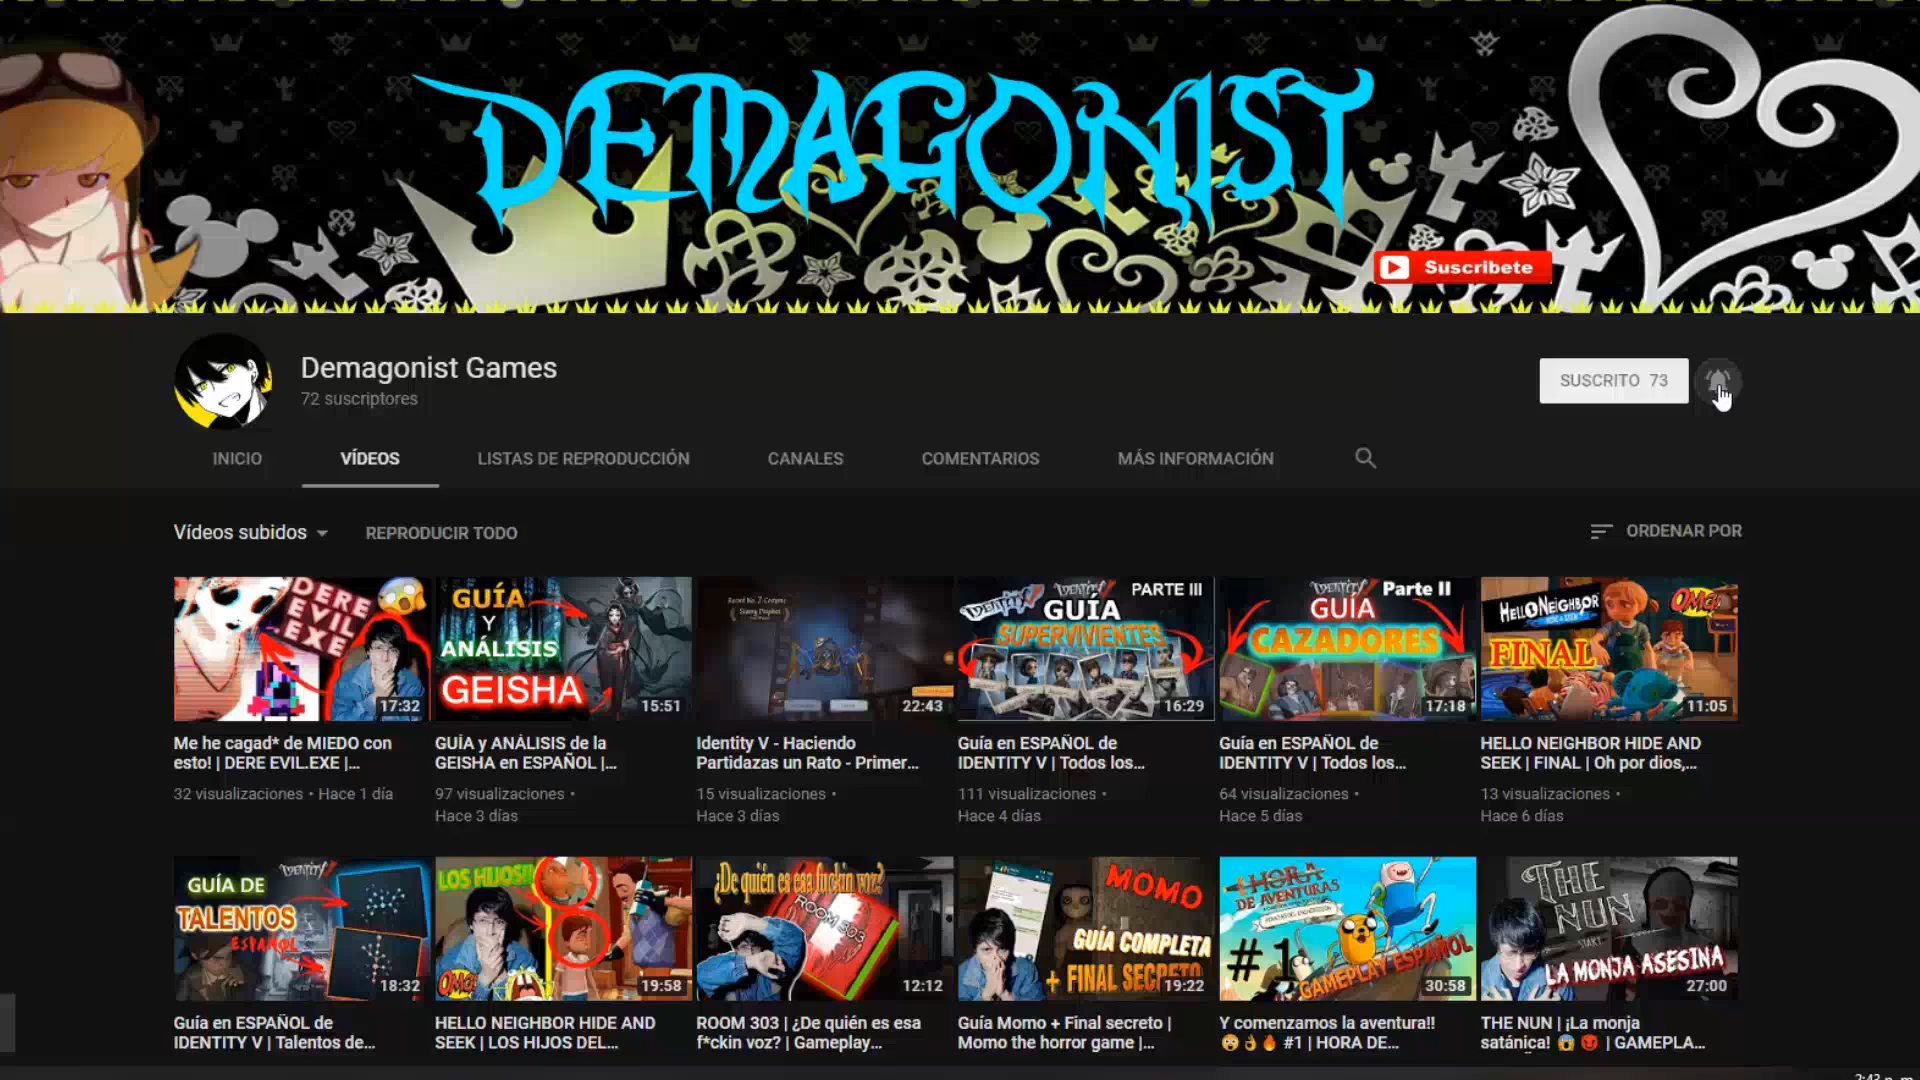 DEMAGONIST
Suscribete
Demagonist Games
72 suscriptores
SUSCRITO 73
INICIO
VÍDEOS
LISTAS DE REPRODUCCIÓN
CANALES
COMENTARIOS
MÁS INFORMACIÓN
Vídeos subidos
REPRODUCIR TODO
ORDENAR POR
DERE
EVIL
.EXE
17:32
GUÍA
Y
ANÁLISIS
GEISHA
15:51
22:43
IDENTITY V
IDENTITY V
PARTE III
GUÍA
SUPERVIVIENTES
16:29
IDENTITY V
Parte II
GUÍA
CAZADORES
17:18
HELLO NEIGHBOR
HIDE & SEEK
OMG!
FINAL
11:05
Me he cagad* de MIEDO con
esto! | DERE EVIL.EXE |...
GUÍA y ANÁLISIS de la
GEISHA en ESPAÑOL |...
Identity V - Haciendo
Partidazas un Rato - Primer...
Guía en ESPAÑOL de
IDENTITY V | Todos los...
Guía en ESPAÑOL de
IDENTITY V | Todos los...
HELLO NEIGHBOR HIDE AND
SEEK | FINAL | Oh por dios,...
32 visualizaciones • Hace 1 día
97 visualizaciones •
Hace 3 días
15 visualizaciones •
Hace 3 días
111 visualizaciones •
Hace 4 días
64 visualizaciones •
Hace 5 días
13 visualizaciones •
Hace 6 días
IDENTITY V
GUÍA DE
TALENTOS
ESPAÑOL
18:32
LOS HIJOS!!
OMG!
19:58
¿De quién es esa fuckin voz?
ROOM 303
12:12
MOMO
GUÍA COMPLETA
+ FINAL SECRETO
19:22
HORA
DE AVENTURAS
#1
GAMEPLAY ESPAÑOL
30:58
THE
NUN
START
LA MONJA ASESINA
27:00
Guía en ESPAÑOL de
IDENTITY V | Talentos de...
HELLO NEIGHBOR HIDE AND
SEEK | LOS HIJOS DEL...
ROOM 303 | ¿De quién es esa
f*ckin voz? | Gameplay...
Guía Momo + Final secreto |
Momo the horror game |...
Y comenzamos la aventura!!
😳👌🔥 #1 | HORA DE...
THE NUN | ¡La monja
satánica! 😱 😡 | GAMEPLA...